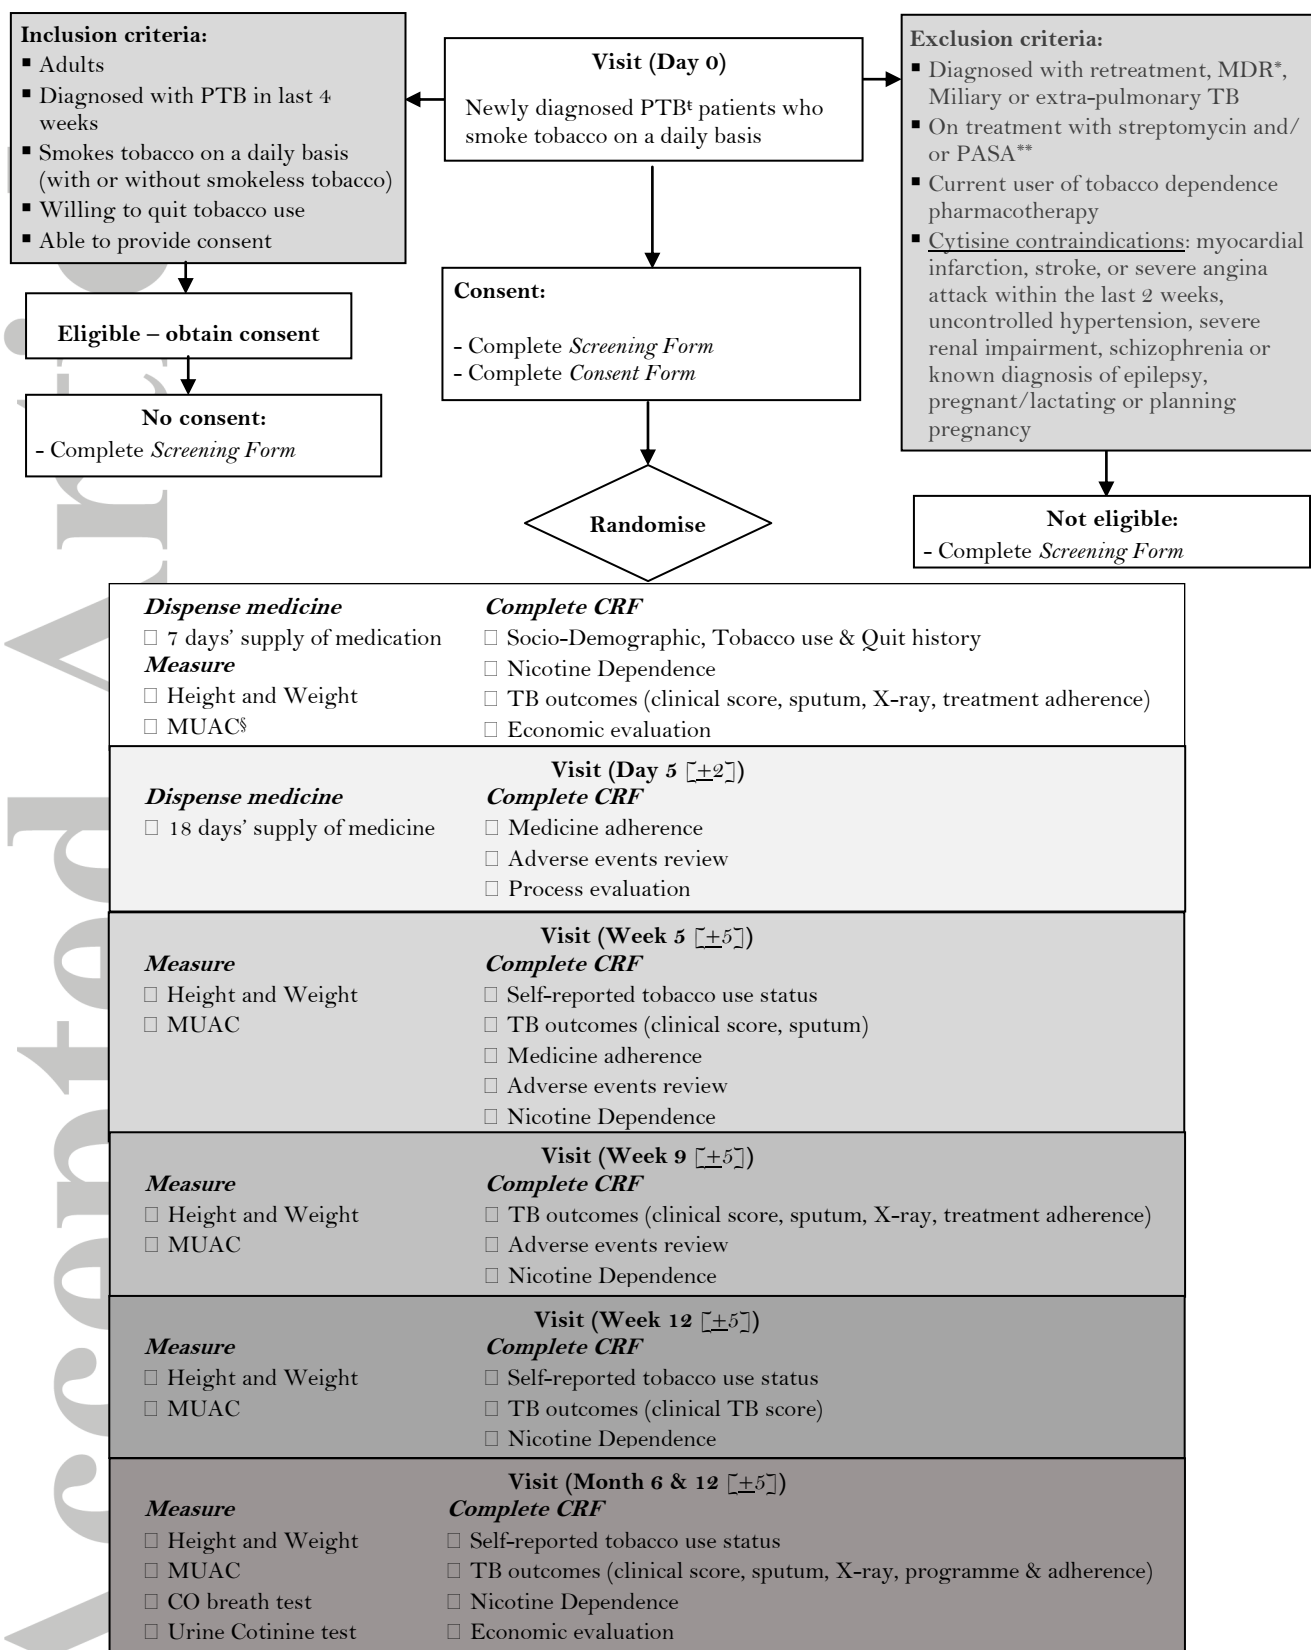 Inclusion criteria:
▪ Adults
▪ Diagnosed with PTB in last 4
weeks
▪ Smokes tobacco on a daily basis
(with or without smokeless tobacco)
▪ Willing to quit tobacco use
▪ Able to provide consent
Visit (Day 0)
Newly diagnosed PTBŧ patients who
smoke tobacco on a daily basis
Exclusion criteria:
▪ Diagnosed with retreatment, MDR*,
Miliary or extra-pulmonary TB
▪ On treatment with streptomycin and/
or PASA**
▪ Current user of tobacco dependence
pharmacotherapy
▪ Cytisine contraindications: myocardial
infarction, stroke, or severe angina
attack within the last 2 weeks,
uncontrolled hypertension, severe
renal impairment, schizophrenia or
known diagnosis of epilepsy,
pregnant/lactating or planning
pregnancy
Eligible – obtain consent
No consent:
- Complete Screening Form
Consent:
- Complete Screening Form
- Complete Consent Form
Not eligible:
- Complete Screening Form
Randomise
Dispense medicine
□ 7 days' supply of medication
Measure
□ Height and Weight
□ MUAC§
Complete CRF
□ Socio-Demographic, Tobacco use & Quit history
□ Nicotine Dependence
□ TB outcomes (clinical score, sputum, X-ray, treatment adherence)
□ Economic evaluation
Visit (Day 5 [+2])
Dispense medicine
□ 18 days' supply of medicine
Complete CRF
□ Medicine adherence
□ Adverse events review
□ Process evaluation
Visit (Week 5 [+5])
Measure
□ Height and Weight
□ MUAC
Complete CRF
□ Self-reported tobacco use status
□ TB outcomes (clinical score, sputum)
□ Medicine adherence
□ Adverse events review
□ Nicotine Dependence
Visit (Week 9 [+5])
Measure
□ Height and Weight
□ MUAC
Complete CRF
□ TB outcomes (clinical score, sputum, X-ray, treatment adherence)
□ Adverse events review
□ Nicotine Dependence
Visit (Week 12 [+5])
Measure
□ Height and Weight
□ MUAC
Complete CRF
□ Self-reported tobacco use status
□ TB outcomes (clinical TB score)
□ Nicotine Dependence
Visit (Month 6 & 12 [+5])
Measure
□ Height and Weight
□ MUAC
□ CO breath test
□ Urine Cotinine test
Complete CRF
□ Self-reported tobacco use status
□ TB outcomes (clinical score, sputum, X-ray, programme & adherence)
□ Nicotine Dependence
□ Economic evaluation